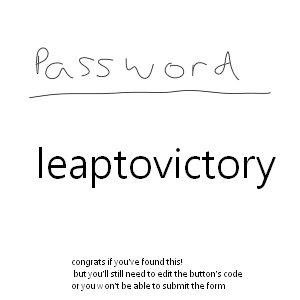 Password
leaptovictory
congrats if you've found this!
but you'll still need to edit the button's code
or you won't be able to submit the form